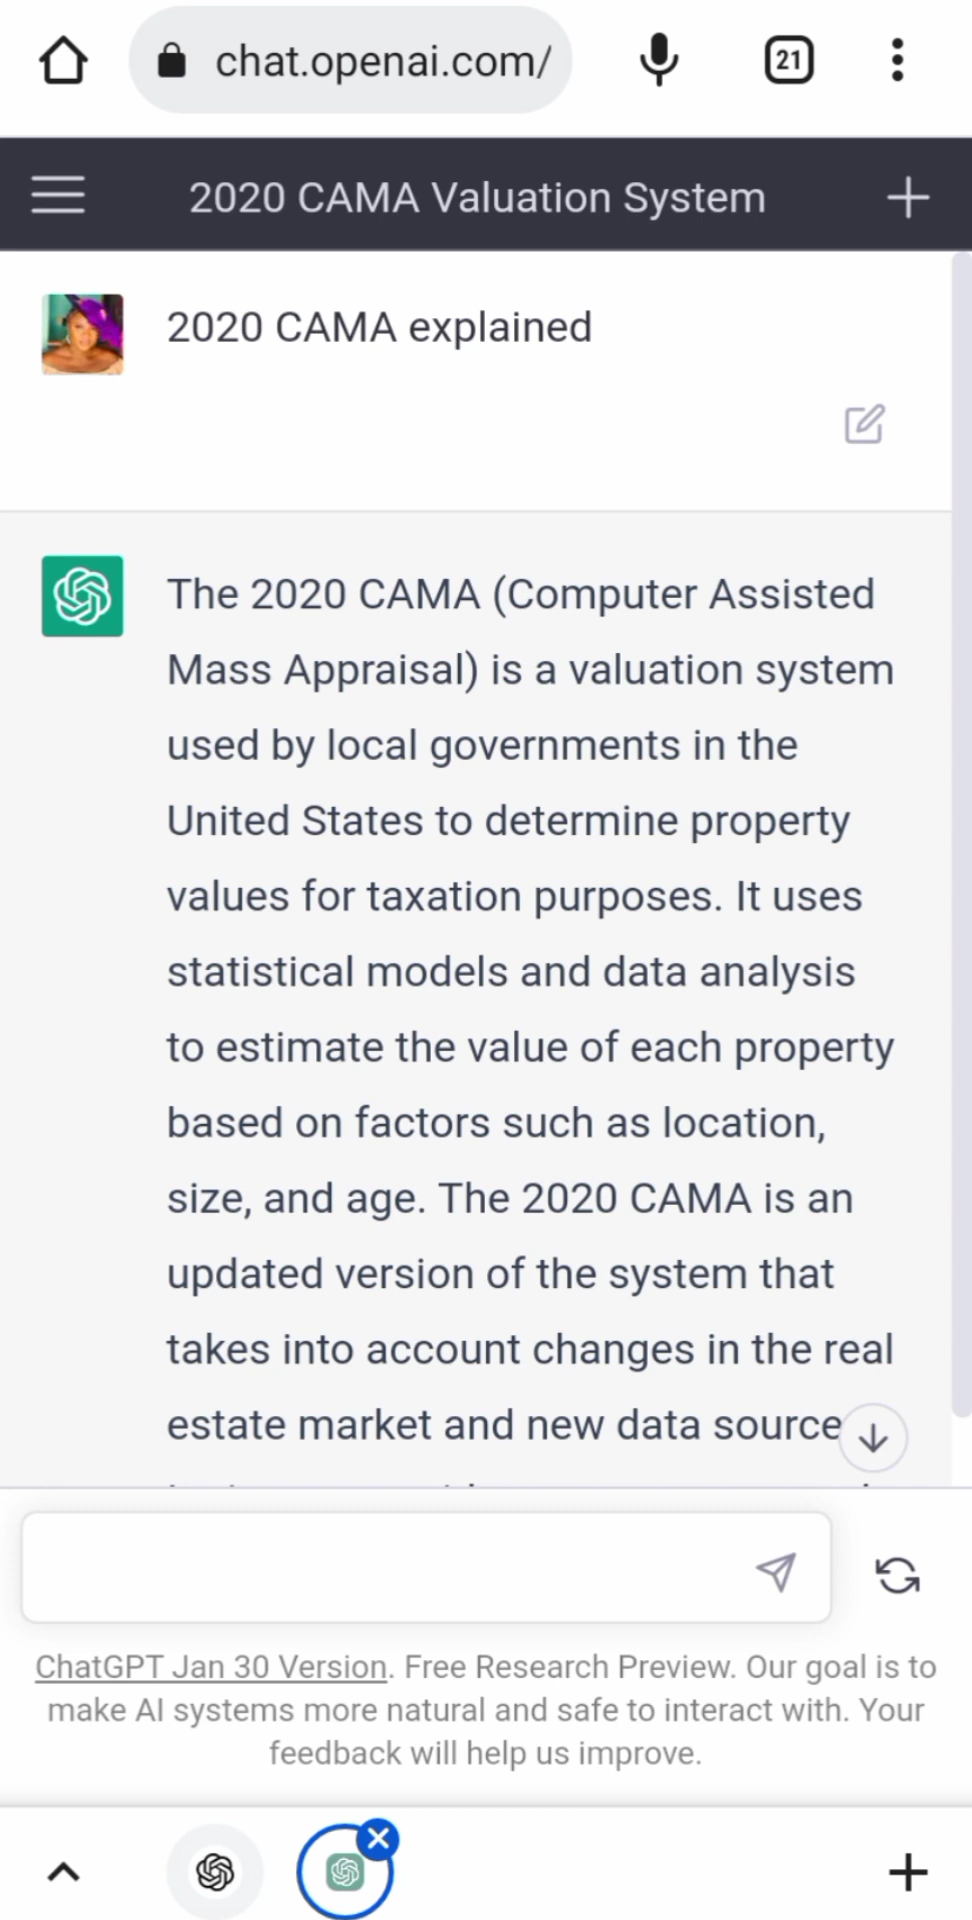 chat.openai.com/
21
2020 CAMA Valuation System
2020 CAMA explained
The 2020 CAMA (Computer Assisted
Mass Appraisal) is a valuation system
used by local governments in the
United States to determine property
values for taxation purposes. It uses
statistical models and data analysis
to estimate the value of each property
based on factors such as location,
size, and age. The 2020 CAMA is an
updated version of the system that
takes into account changes in the real
estate market and new data source
ChatGPT Jan 30 Version. Free Research Preview. Our goal is to
make AI systems more natural and safe to interact with. Your
feedback will help us improve.